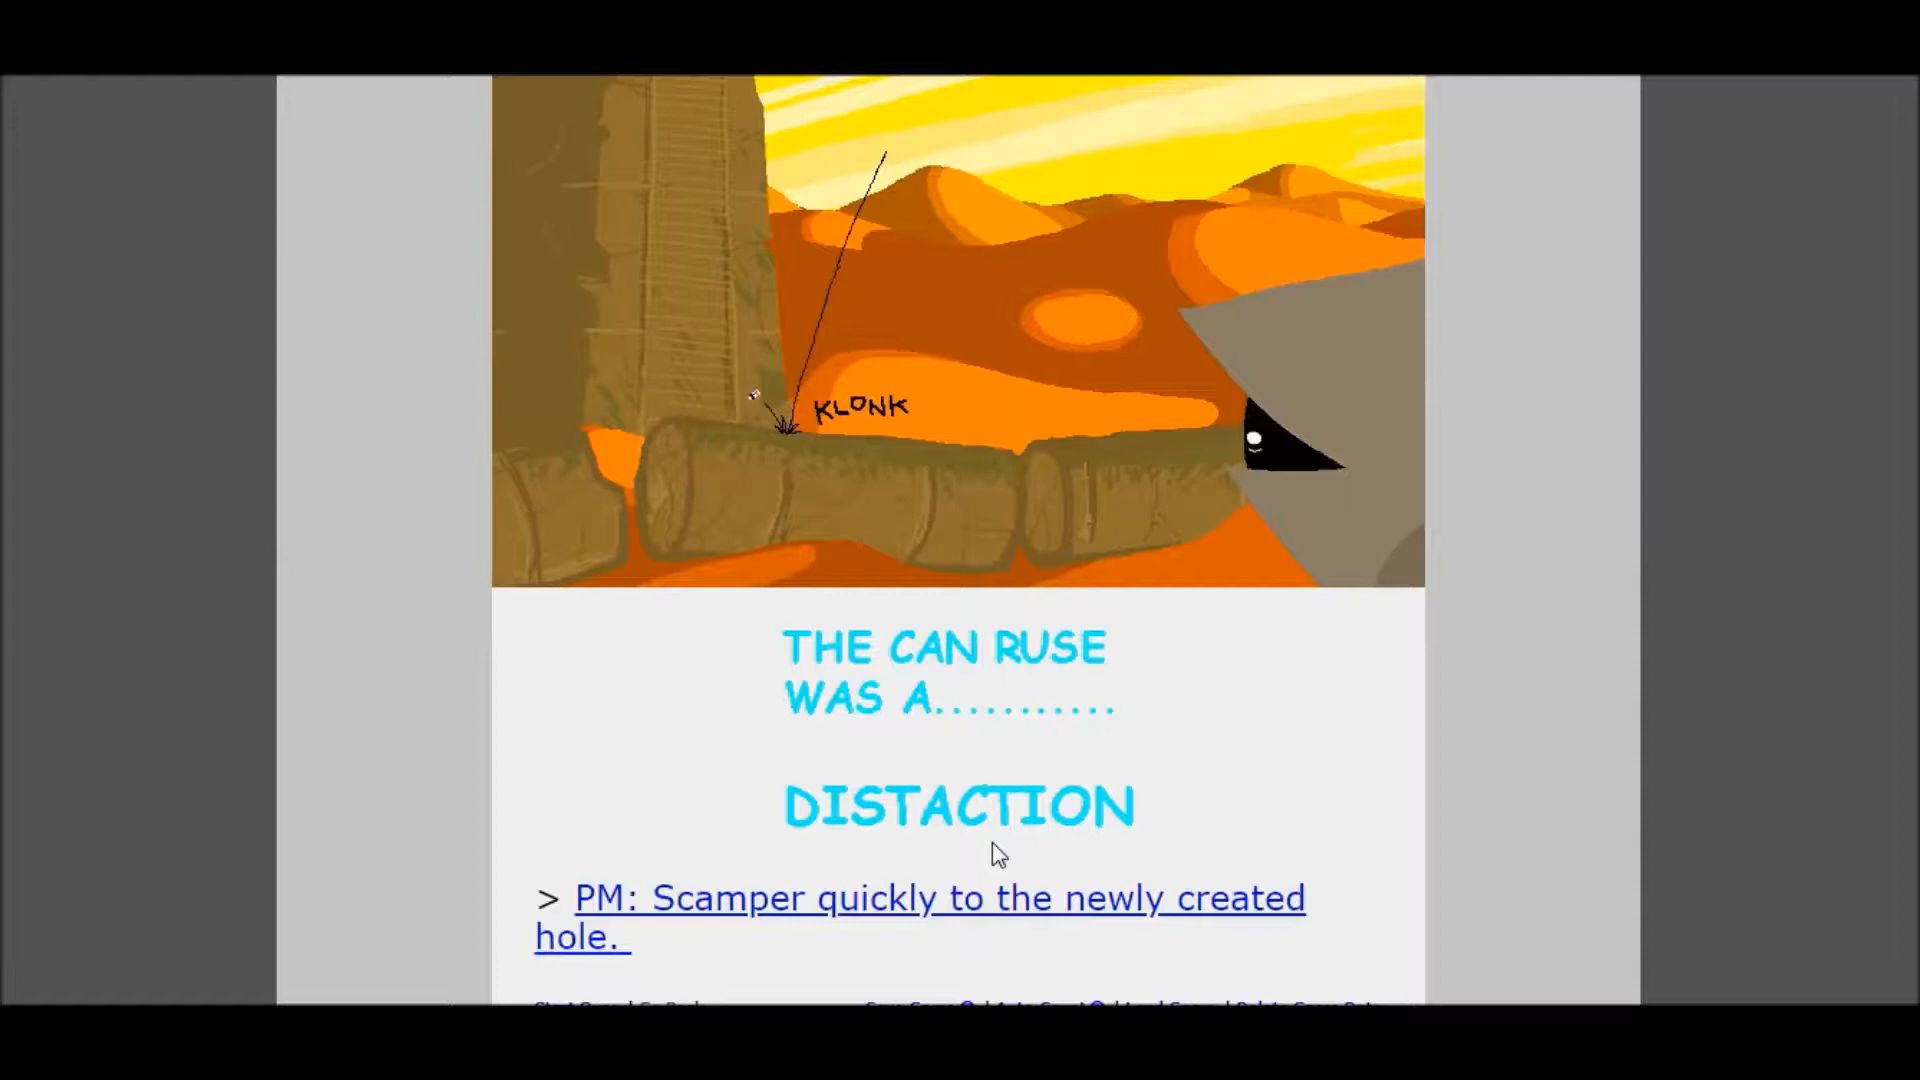 KLONK
THE CAN RUSE
WAS A...........
DISTACTION
> PM: Scamper quickly to the newly created
hole.